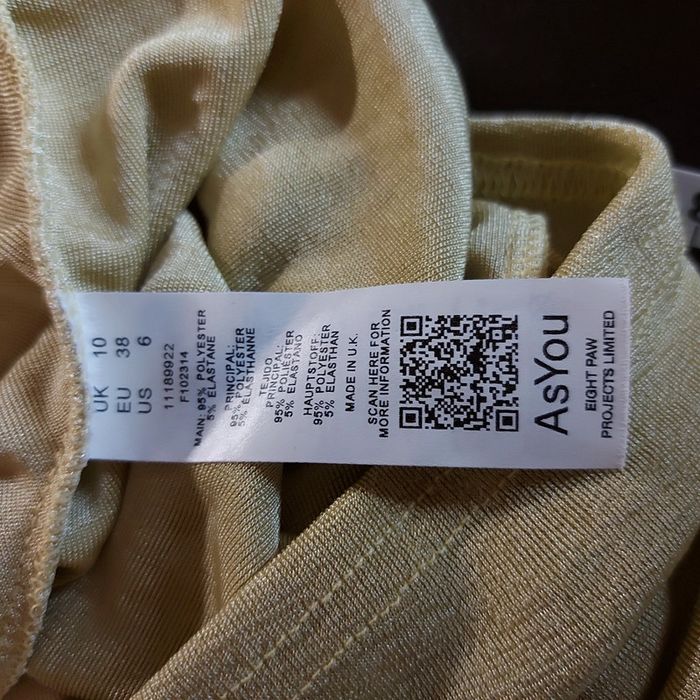 UK 10
EU 38
US 6
11189922
F102314
MAIN: 95% POLYESTER
5% ELASTANE
PRINCIPAL:
95% POLYESTER
5% ÉLASTHANNE
TEJIDO
PRINCIPAL:
95% POLIÉSTER
5% ELASTANO
HAUPTSTOFF:
95% POLYESTER
5% ELASTHAN
MADE IN U.K.
SCAN HERE FOR
MORE INFORMATION
AsYou
EIGHT PAW
PROJECTS LIMITED